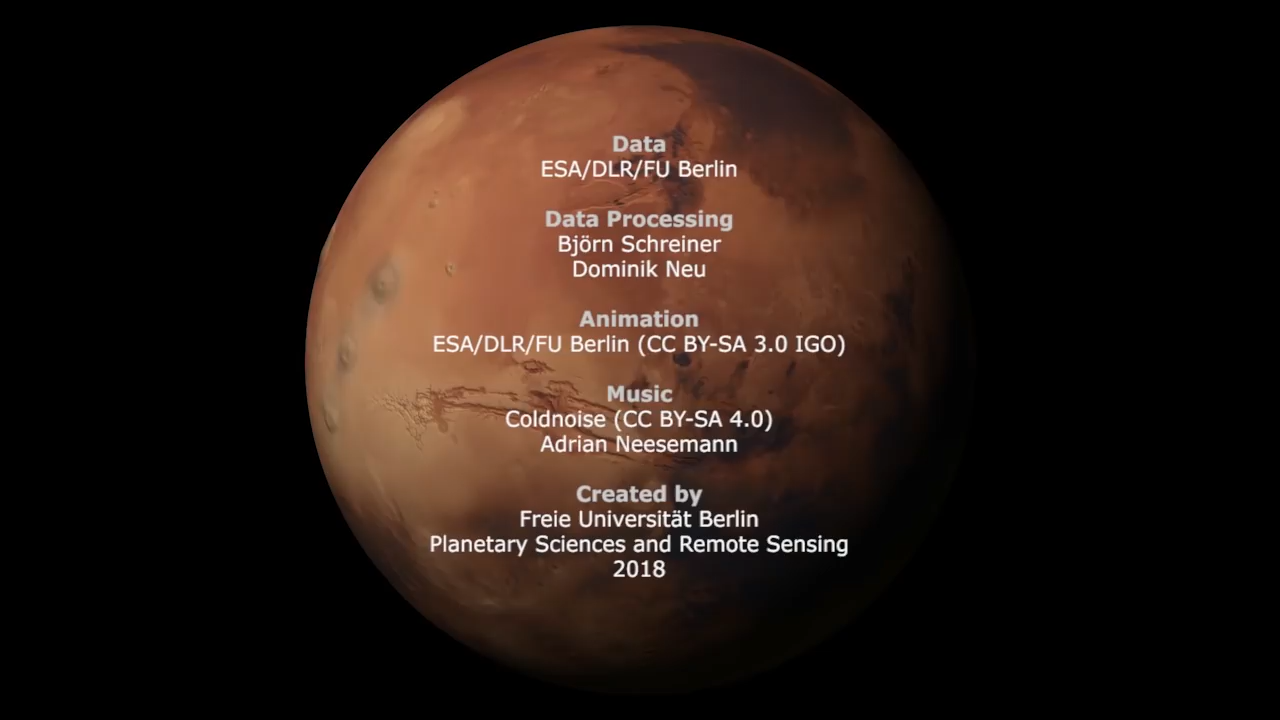 Data
ESA/DLR/FU Berlin
Data Processing
Björn Schreiner
Dominik Neu
Animation
ESA/DLR/FU Berlin (CC BY-SA 3.0 IGO)
Music
Coldnoise (CC BY-SA 4.0)
Adrian Neesemann
Created by
Freie Universität Berlin
Planetary Sciences and Remote Sensing
2018